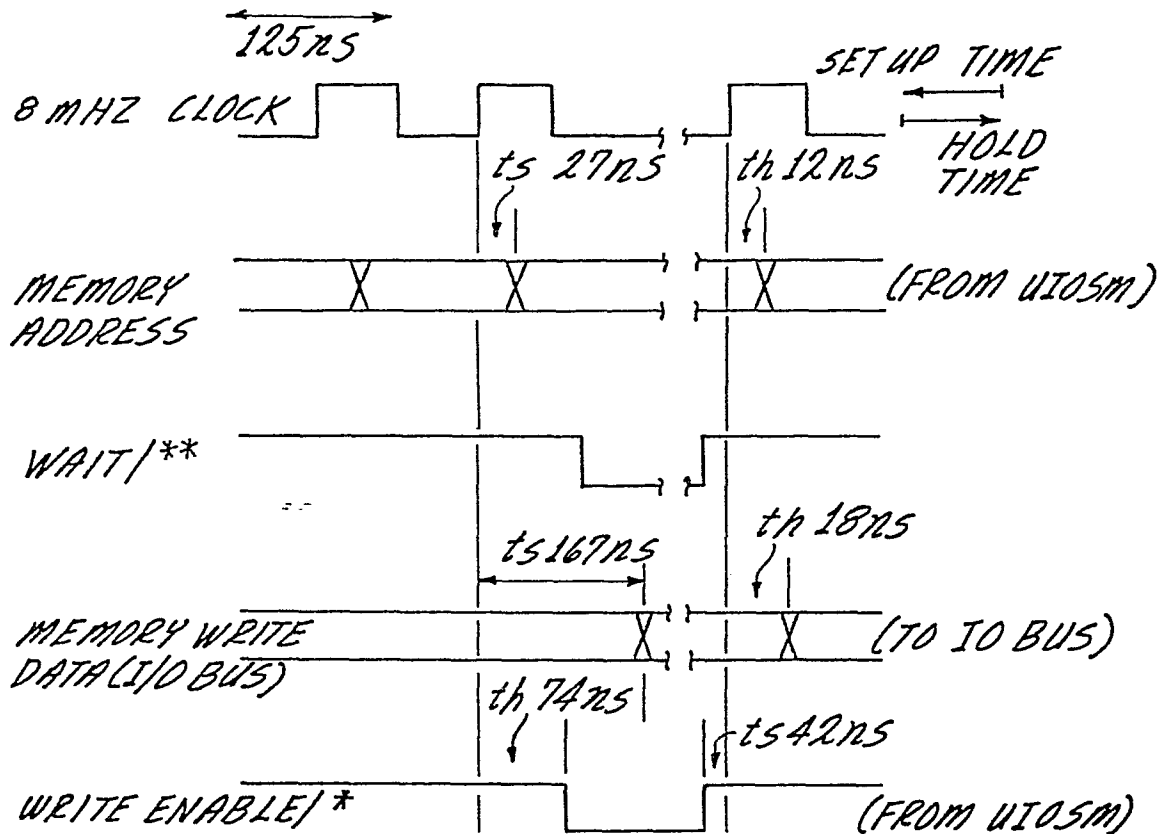 125ns
8 mHZ CLOCK
SET UP TIME
HOLD
TIME
ts 27ns
th 12ns
MEMORY
ADDRESS
(FROM UIOSM)
WAIT/**
ts 167ns
th 18ns
MEMORY WRITE
DATA(I/O BUS)
(TO IO BUS)
th 74ns
ts 42ns
WRITE ENABLE/*
(FROM UIOSM)